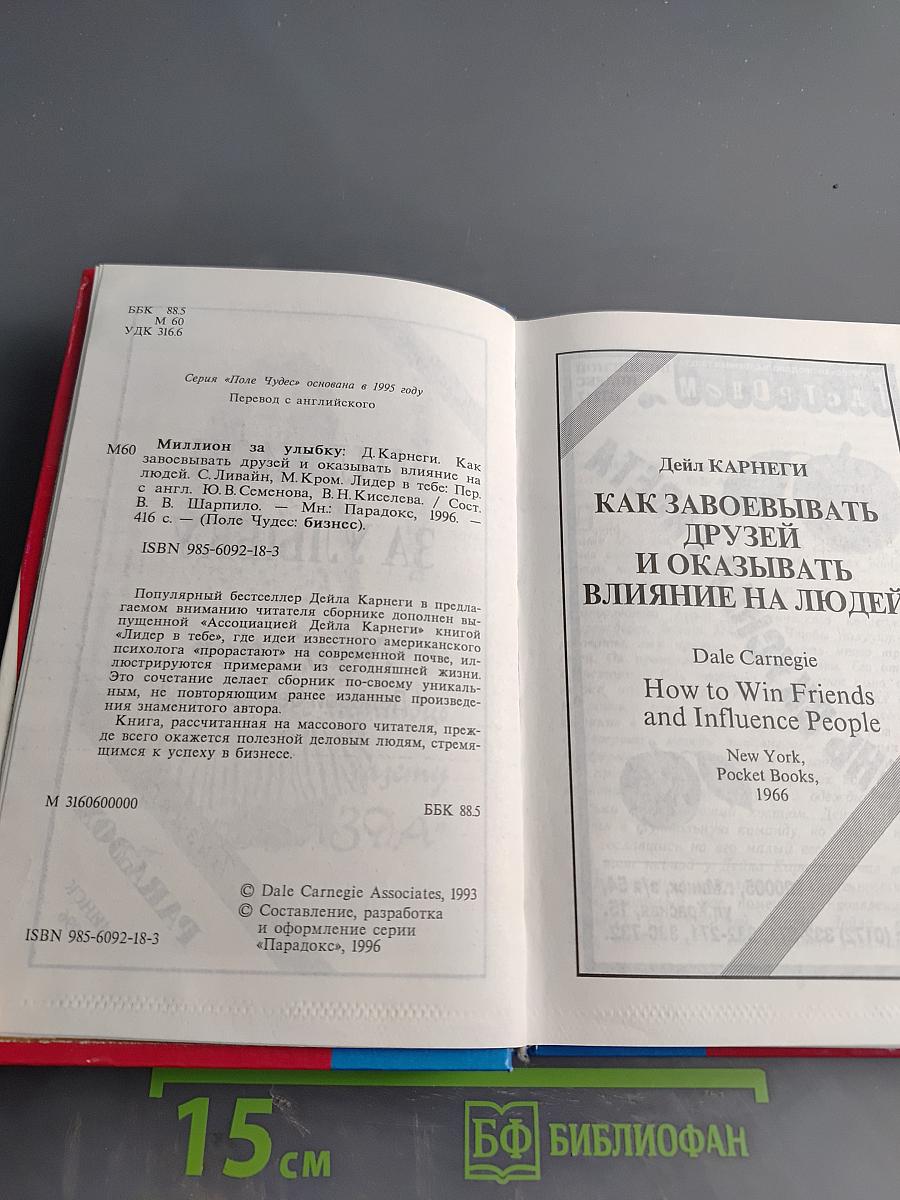 ББК 88.5
М 60
УДК 316.6
Серия «Поле Чудес» основана в 1995 году
Перевод с английского
М60 Миллион за улыбку: Д. Карнеги. Как
завоевывать друзей и оказывать влияние на
людей. С. Ливайн, М. Кром. Лидер в тебе: Пер.
с англ. Ю. В. Семенова, В. Н. Киселева. / Сост.
В. В. Шарпило. — Мн.: Парадокс, 1996. —
416 с. — (Поле Чудес: бизнес).
ISBN 985-6092-18-3
Популярный бестселлер Дейла Карнеги в предла-
гаемом вниманию читателя сборнике дополнен вы-
пущенной «Ассоциацией Дейла Карнеги» книгой
«Лидер в тебе», где идеи известного американского
психолога «прорастают» на современной почве, ил-
люстрируются примерами из сегодняшней жизни.
Это сочетание делает сборник по-своему уникаль-
ным, не повторяющим ранее изданные произведе-
ния знаменитого автора.
Книга, рассчитанная на массового читателя, преж-
де всего окажется полезной деловым людям, стремя-
щимся к успеху в бизнесе.
М 3160600000
ББК 88.5
© Dale Carnegie Associates, 1993
© Составление, разработка
и оформление серии
«Парадокс», 1996
ISBN 985-6092-18-3
Дейл КАРНЕГИ
КАК ЗАВОЕВЫВАТЬ
ДРУЗЕЙ
И ОКАЗЫВАТЬ
ВЛИЯНИЕ НА ЛЮДЕЙ
Dale Carnegie
How to Win Friends
and Influence People
New York,
Pocket Books,
1966
15 см
БФ БИБЛИОФАН